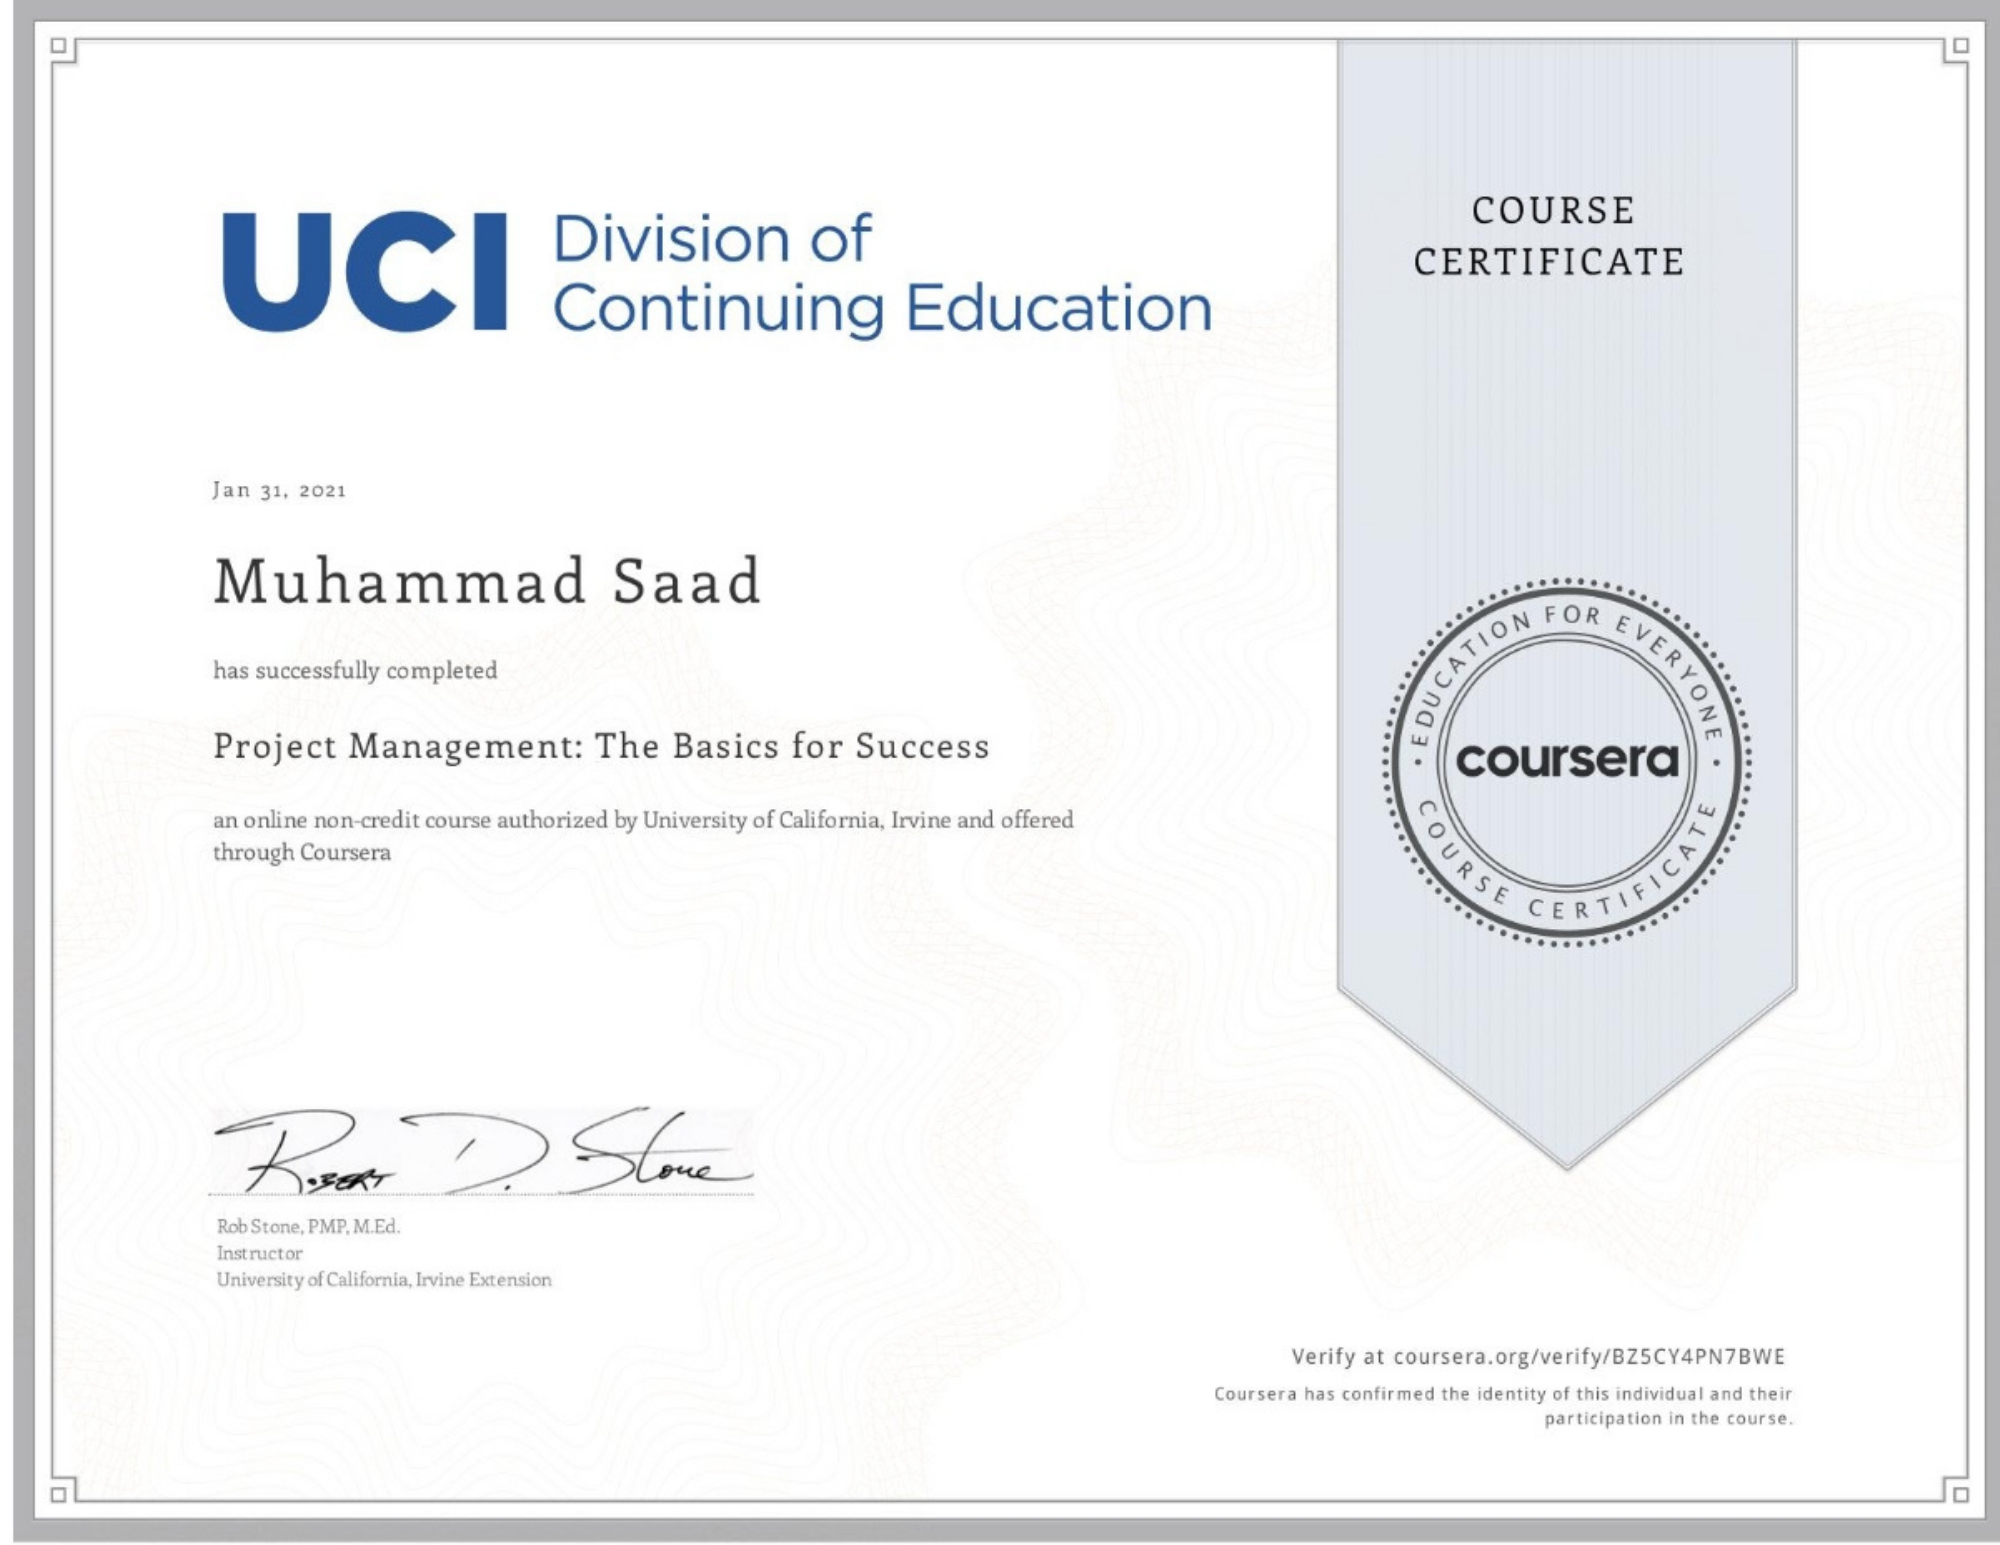 UCI Division of
Continuing Education
COURSE
CERTIFICATE
Jan 31, 2021
Muhammad Saad
has successfully completed
Project Management: The Basics for Success
an online non-credit course authorized by University of California, Irvine and offered
through Coursera
EDUCATION FOR EVERYONE
coursera
COURSE CERTIFICATE
Robert D. Stone
Rob Stone, PMP, M.Ed.
Instructor
University of California, Irvine Extension
Verify at coursera.org/verify/BZ5CY4PN7BWE
Coursera has confirmed the identity of this individual and their
participation in the course.